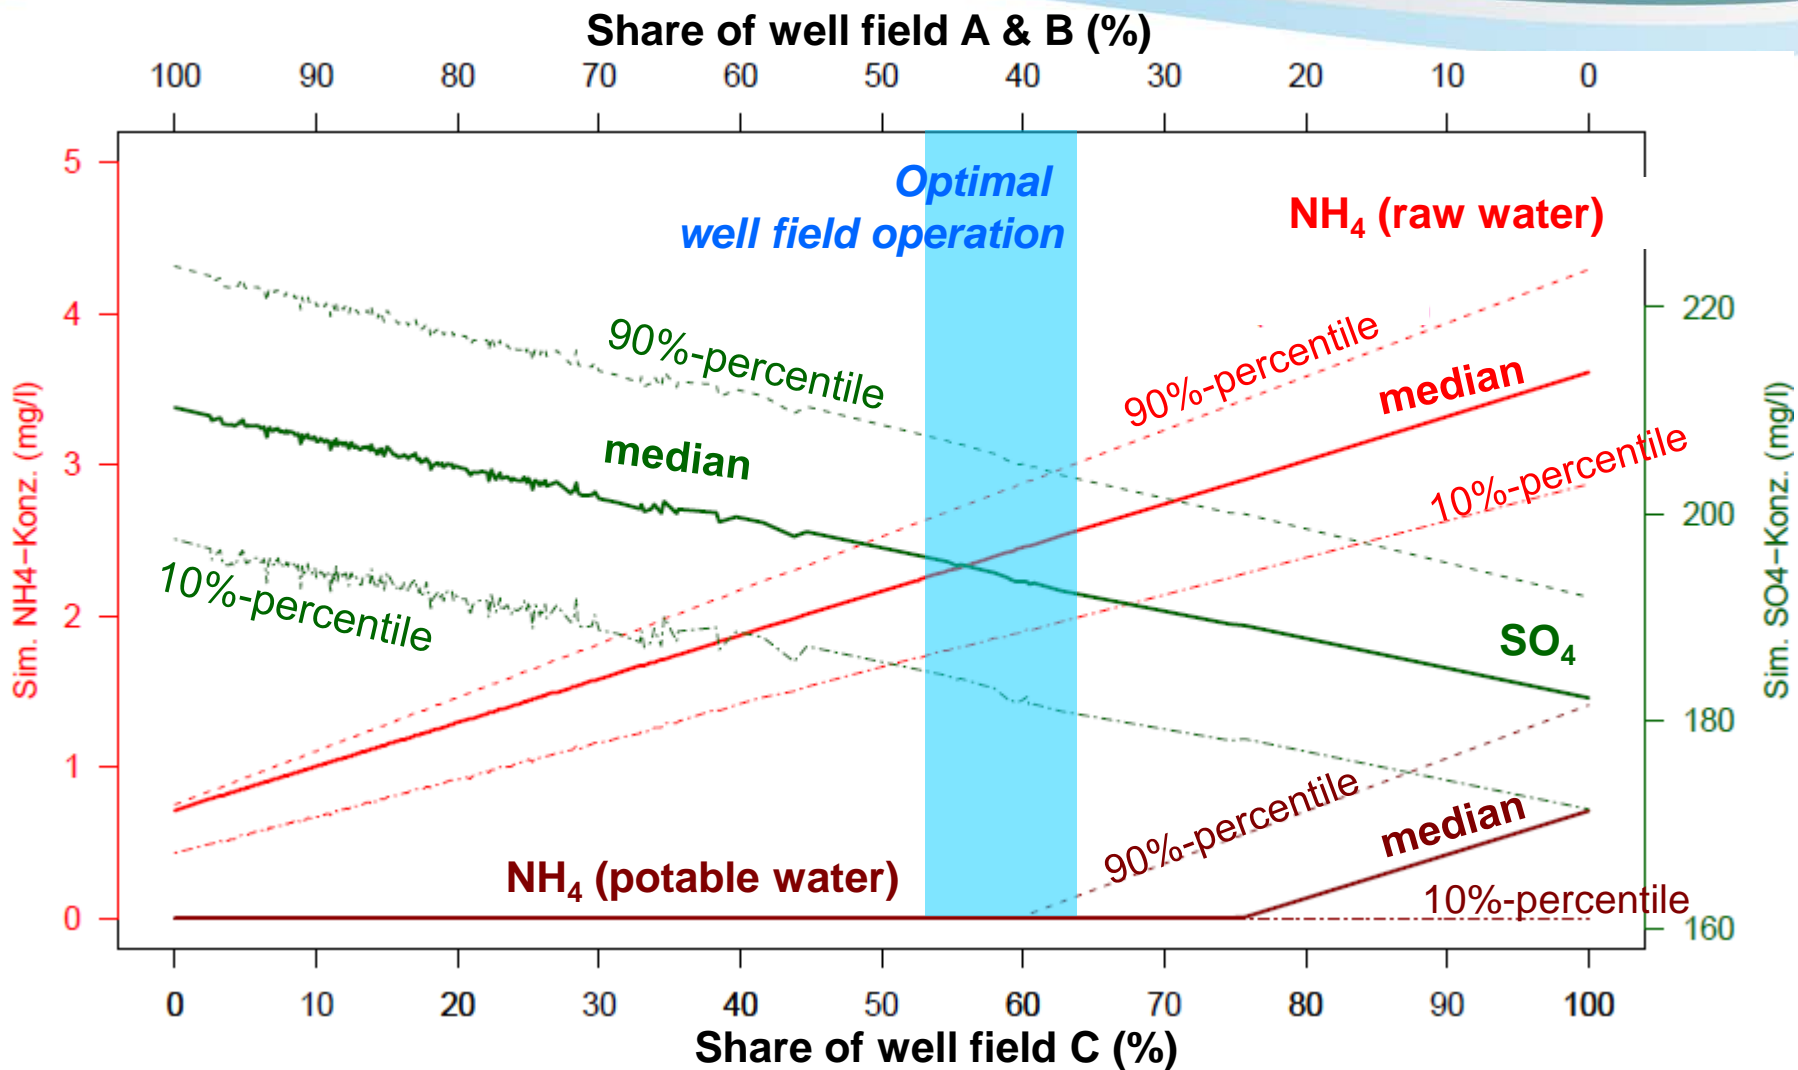 Share of well field A & B (%)
100 90 80 70 60 50 40 30 20 10 0
Optimal
well field operation
NH4 (raw water)
5
4
3
2
1
0
Sim. NH4–Konz. (mg/l)
220
200
180
160
Sim. SO4–Konz. (mg/l)
90%-percentile
median
10%-percentile
90%-percentile
median
10%-percentile
SO4
NH4 (potable water)
90%-percentile
median
10%-percentile
0 10 20 30 40 50 60 70 80 90 100
Share of well field C (%)